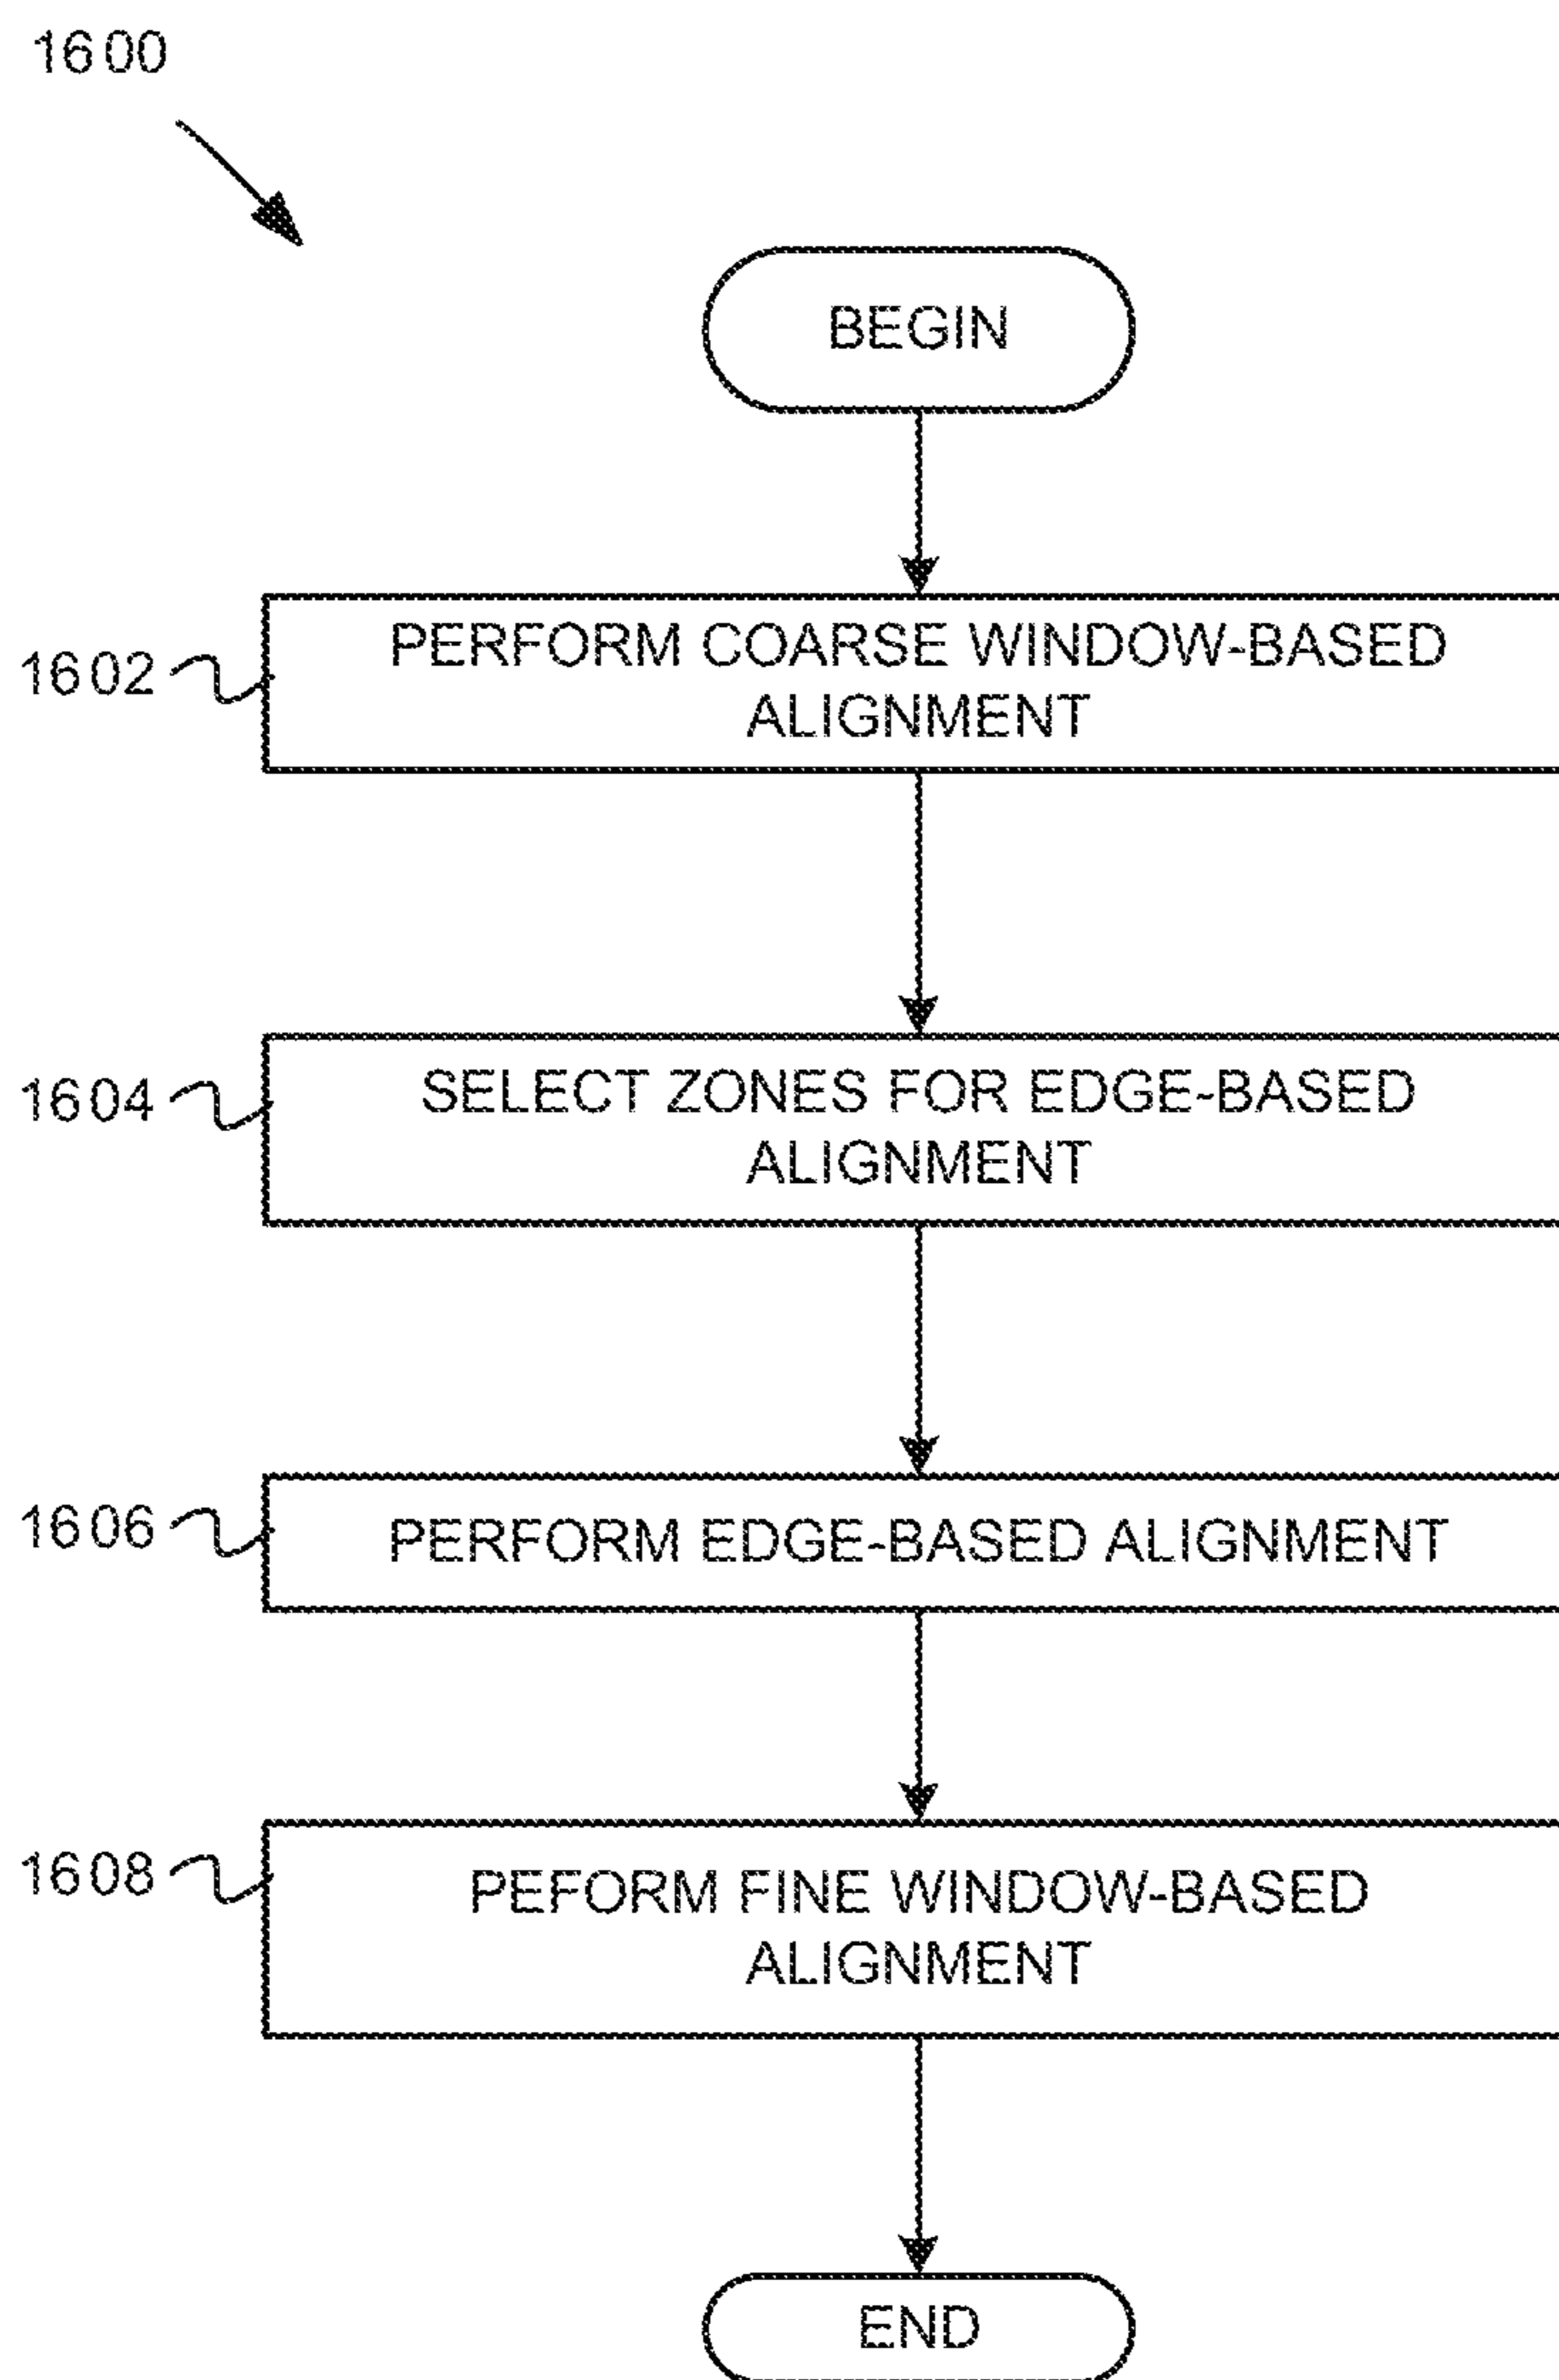 1600
BEGIN
1602
PERFORM COARSE WINDOW-BASED
ALIGNMENT
1604
SELECT ZONES FOR EDGE-BASED
ALIGNMENT
1606
PERFORM EDGE-BASED ALIGNMENT
1608
PEFORM FINE WINDOW-BASED
ALIGNMENT
END